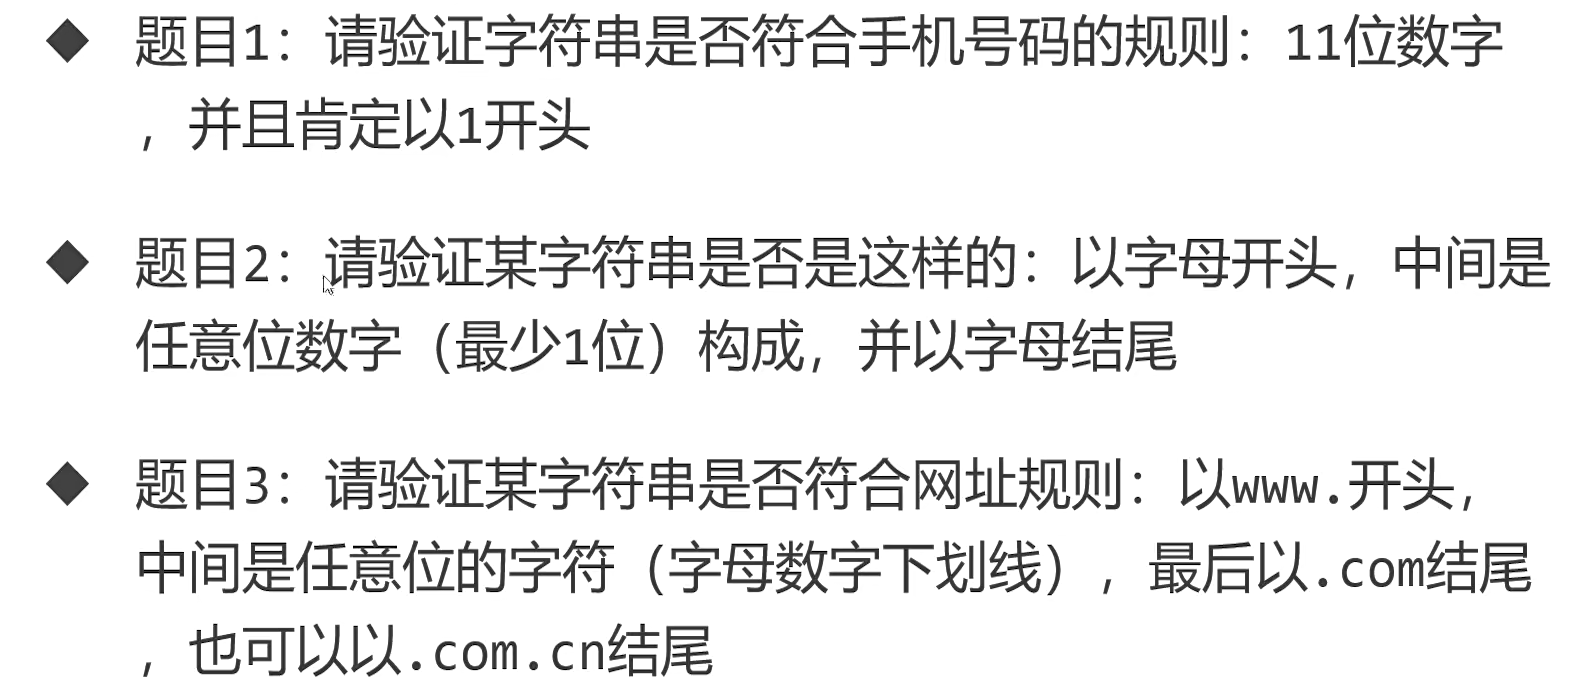 ◆ 题目1：请验证字符串是否符合手机号码的规则：11位数字
，并且肯定以1开头
◆ 题目2：请验证某字符串是否是这样的：以字母开头，中间是
任意位数字（最少1位）构成，并以字母结尾
◆ 题目3：请验证某字符串是否符合网址规则：以www.开头，
中间是任意位的字符（字母数字下划线），最后以.com结尾
，也可以以.com.cn结尾